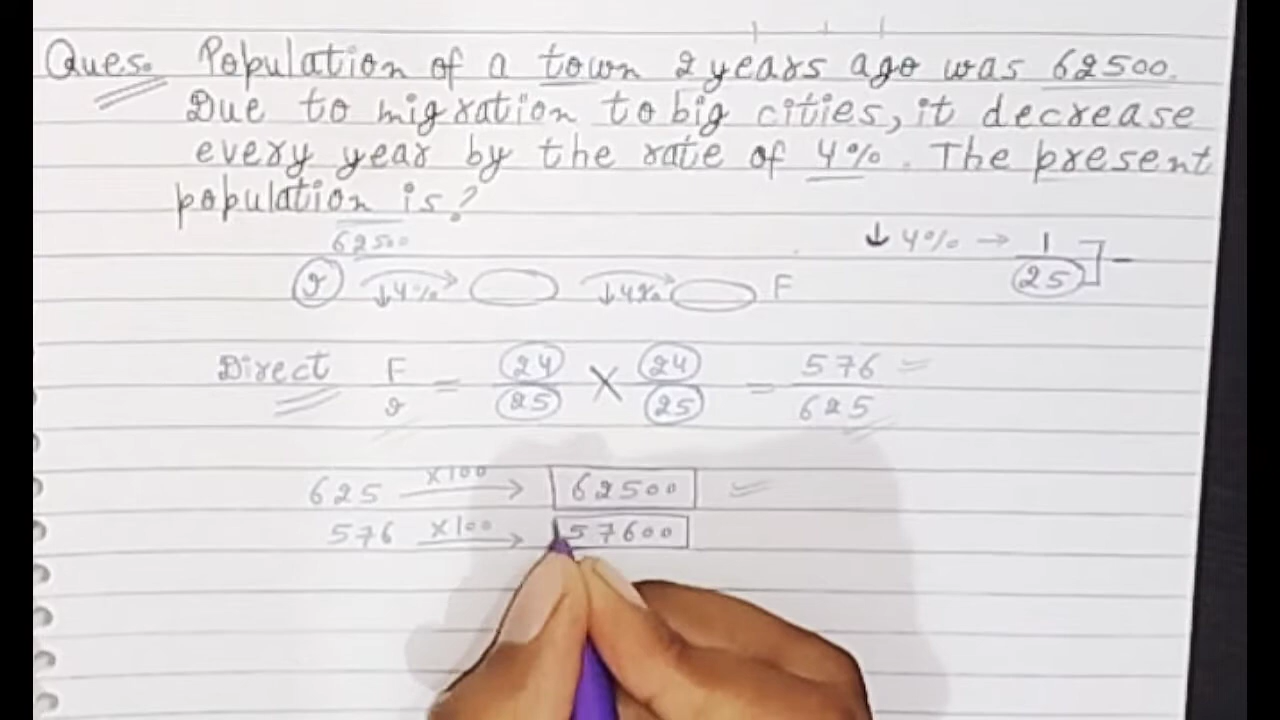 Ques. Population of a town 2 years ago was 62500.
Due to migration to big cities, it decrease
every year by the rate of 4%. The present
population is?
62500
↓ 4% → 1/25
I ↓4% ↓4% F
Direct F/I = 24/25 × 24/25 = 576/625 =
625 ×100 → 62500
576 ×100 → 57600